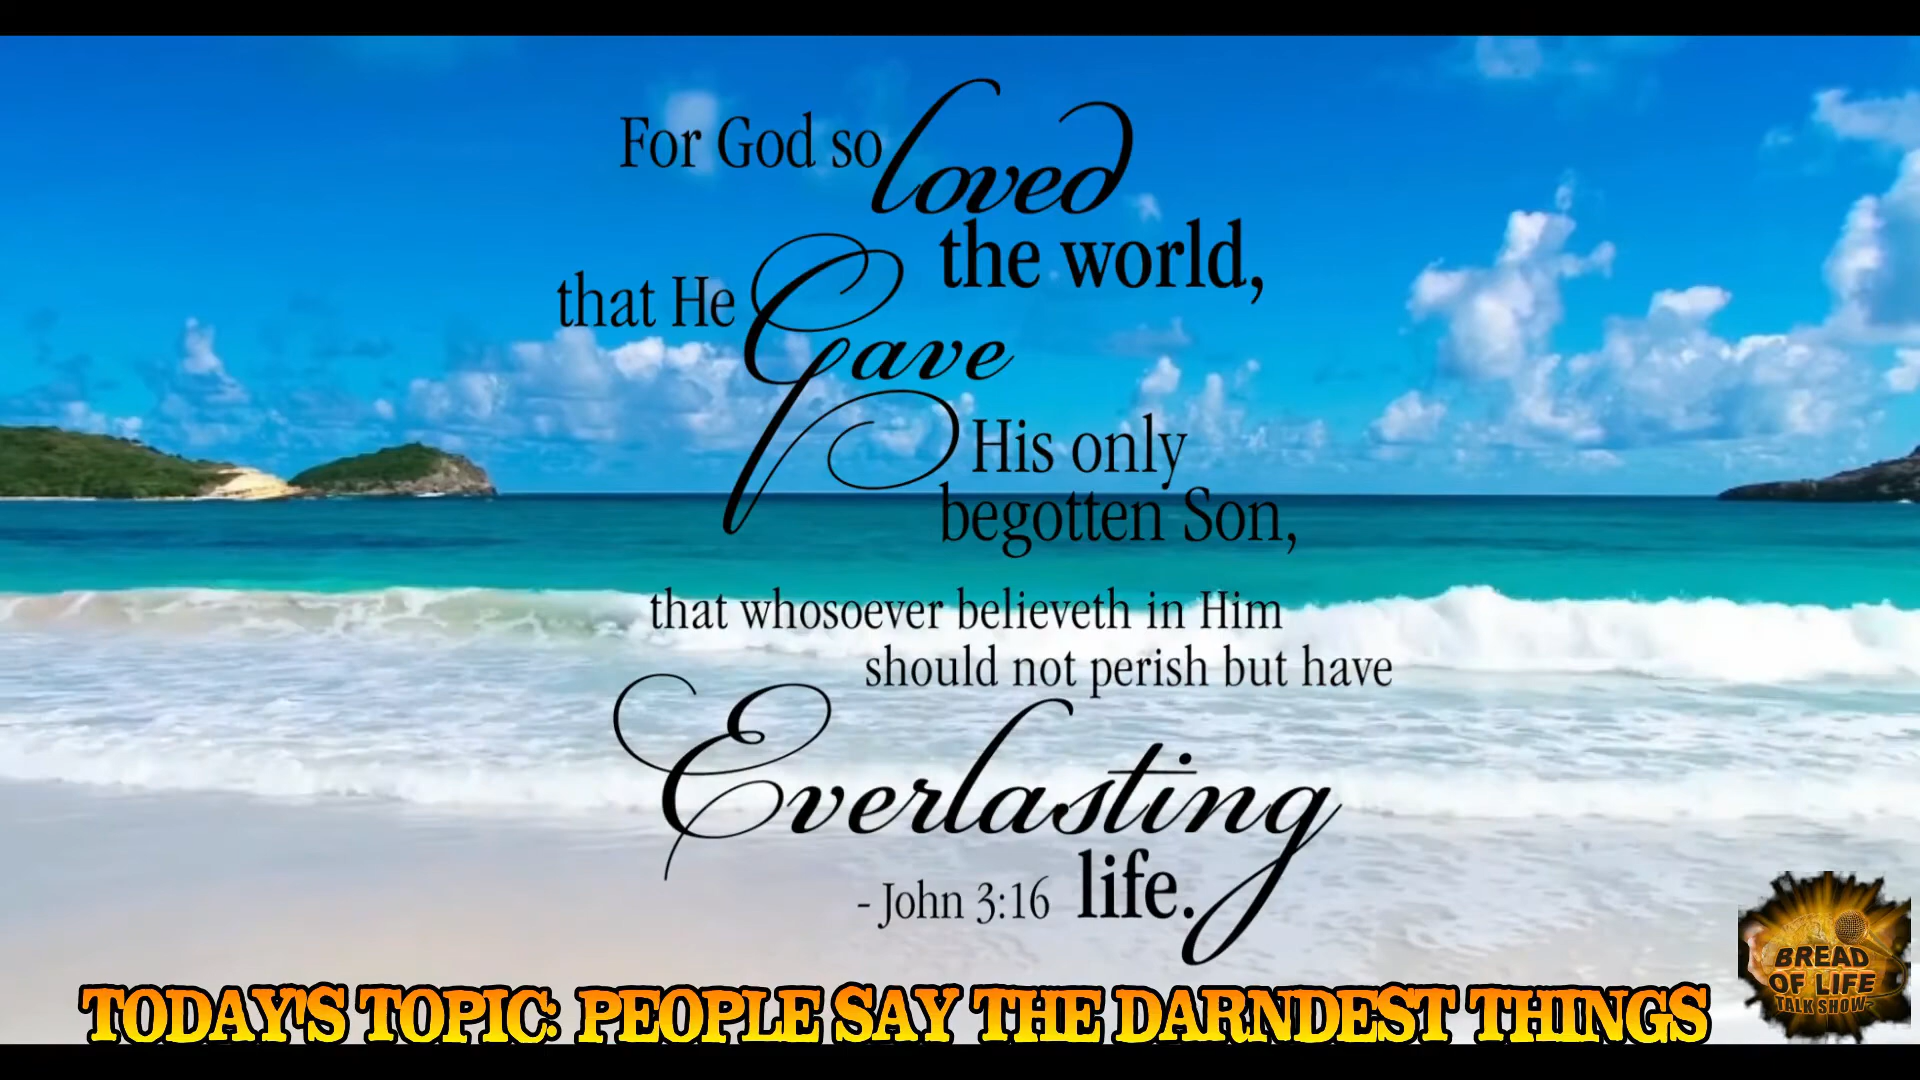 For God so loved
the world,
that He Gave
His only
begotten Son,
that whosoever believeth in Him
should not perish but have
Everlasting
life.
- John 3:16
TODAY'S TOPIC: PEOPLE SAY THE DARNDEST THINGS
BREAD
OF LIFE
TALK SHOW